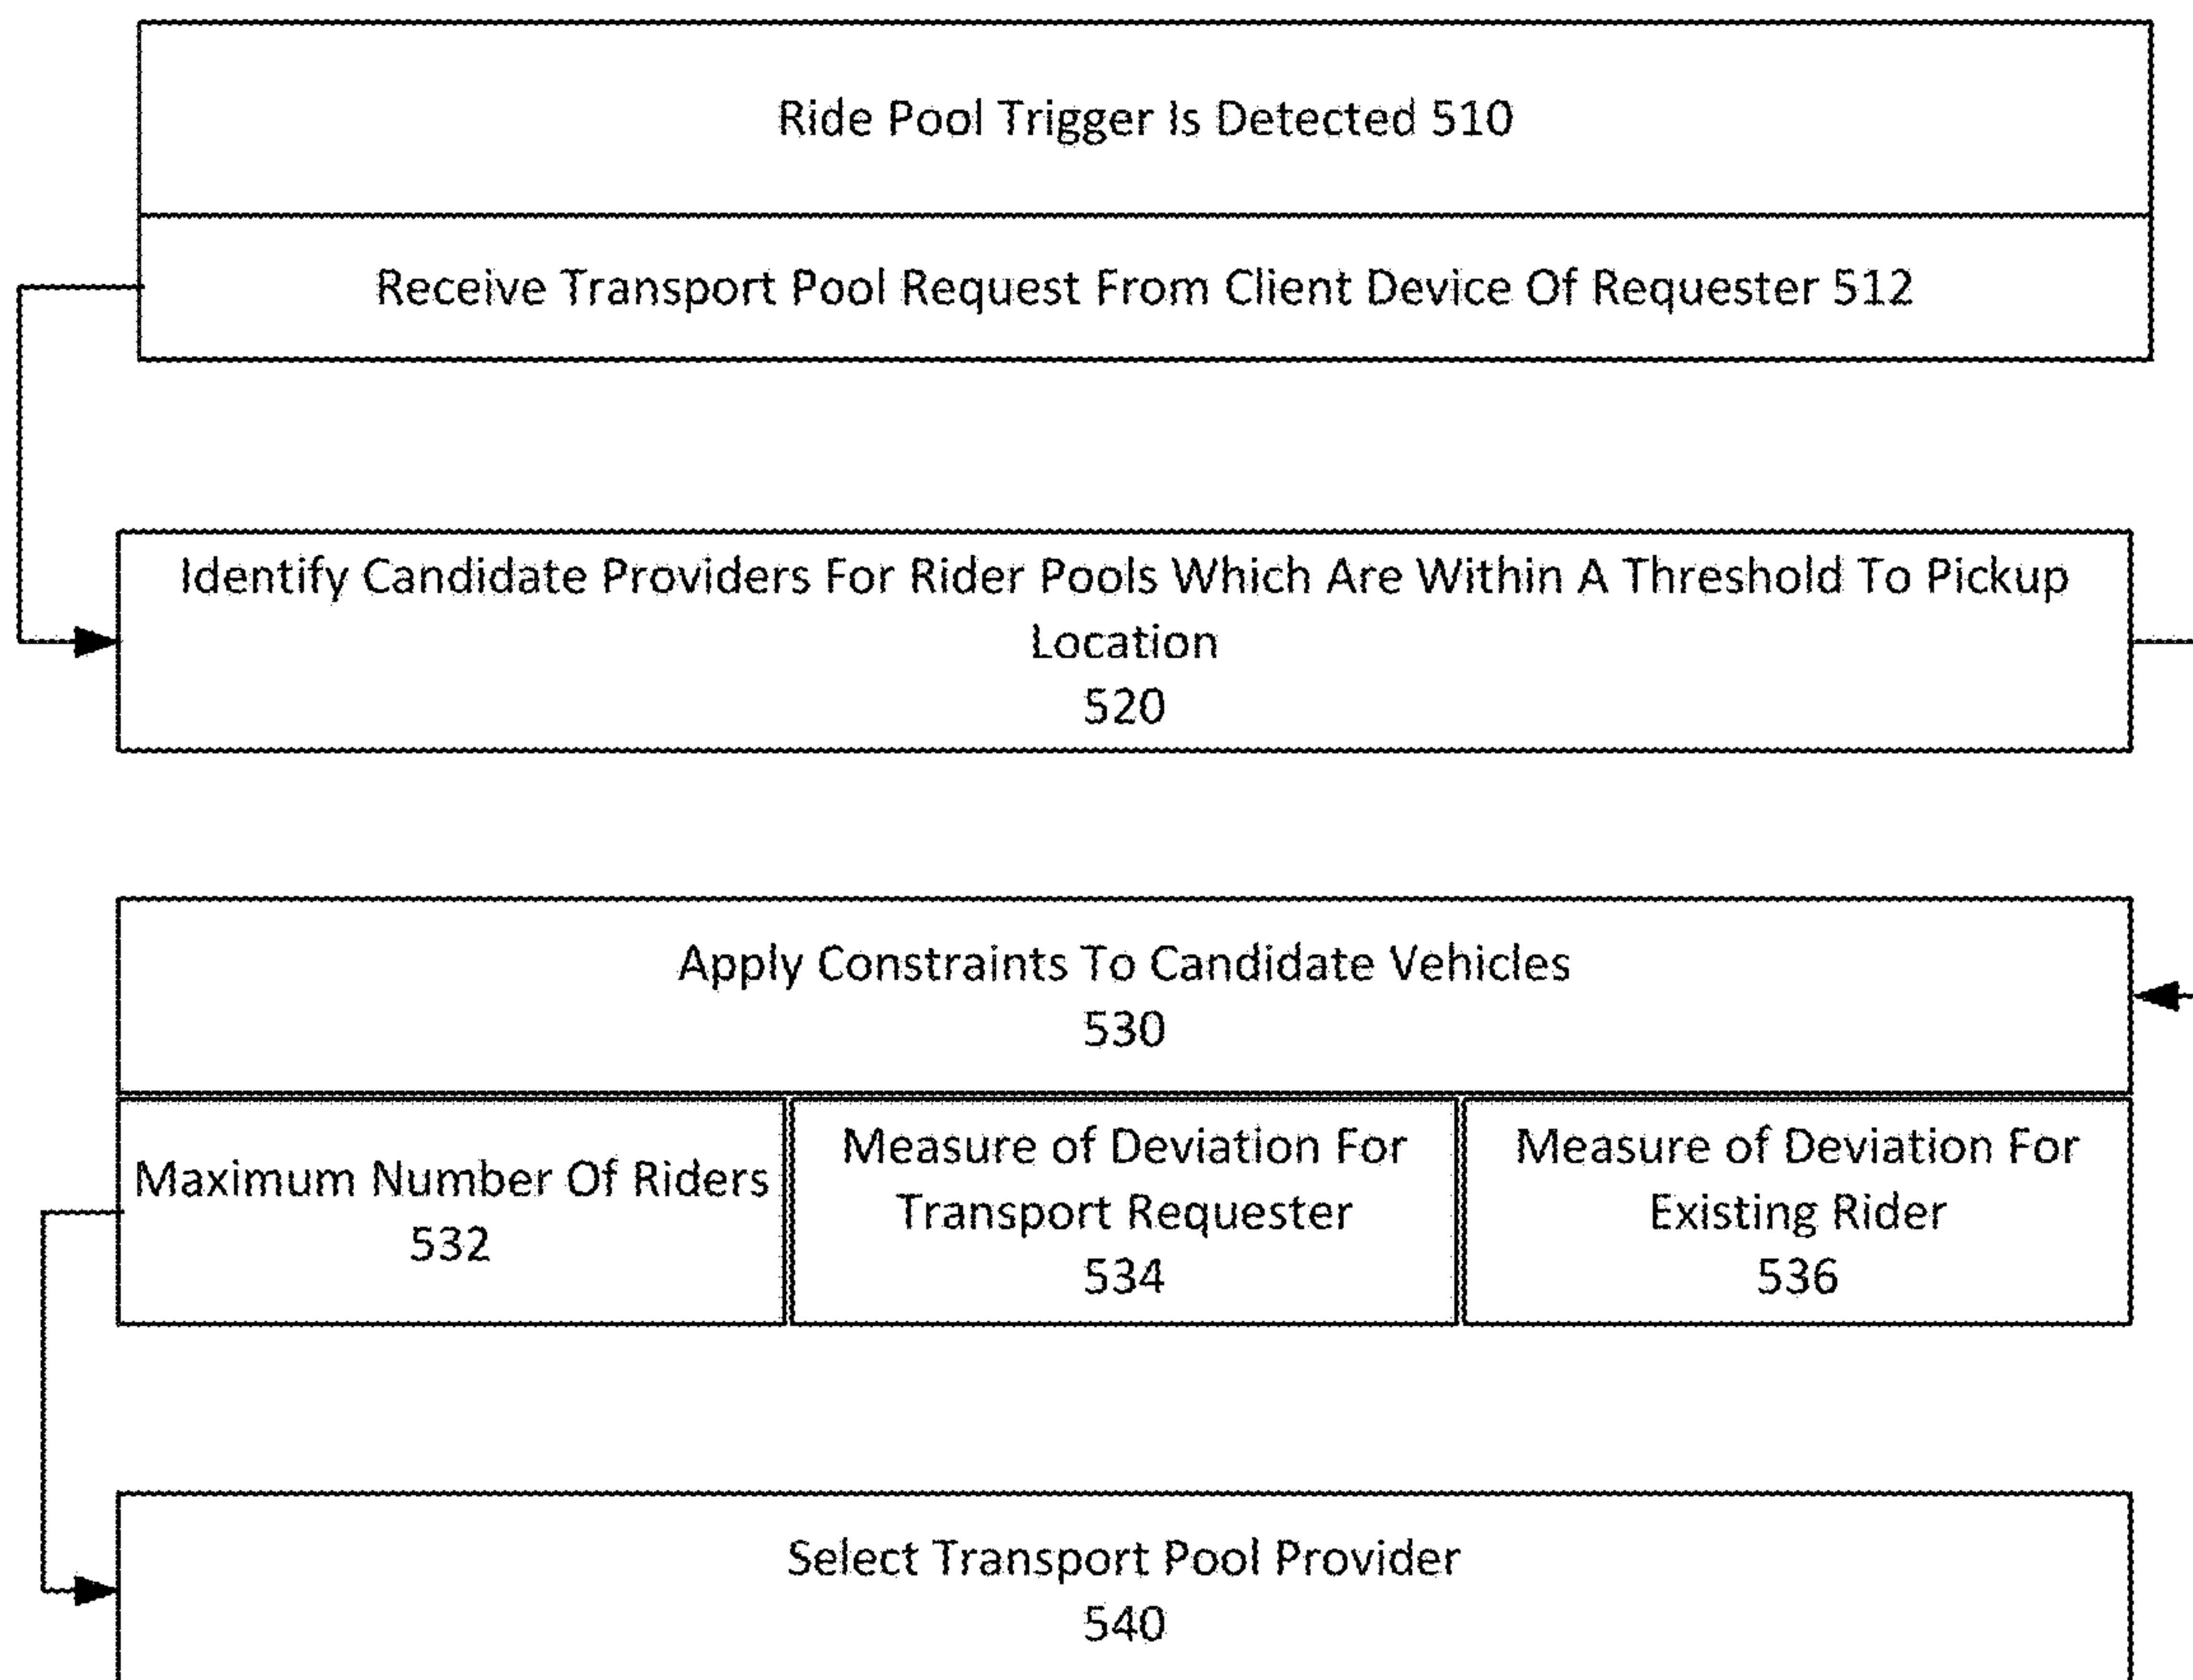 Ride Pool Trigger Is Detected 510
Receive Transport Pool Request From Client Device Of Requester 512
Identify Candidate Providers For Rider Pools Which Are Within A Threshold To Pickup
Location
520
Apply Constraints To Candidate Vehicles
530
Maximum Number Of Riders
532
Measure of Deviation For
Transport Requester
534
Measure of Deviation For
Existing Rider
536
Select Transport Pool Provider
540